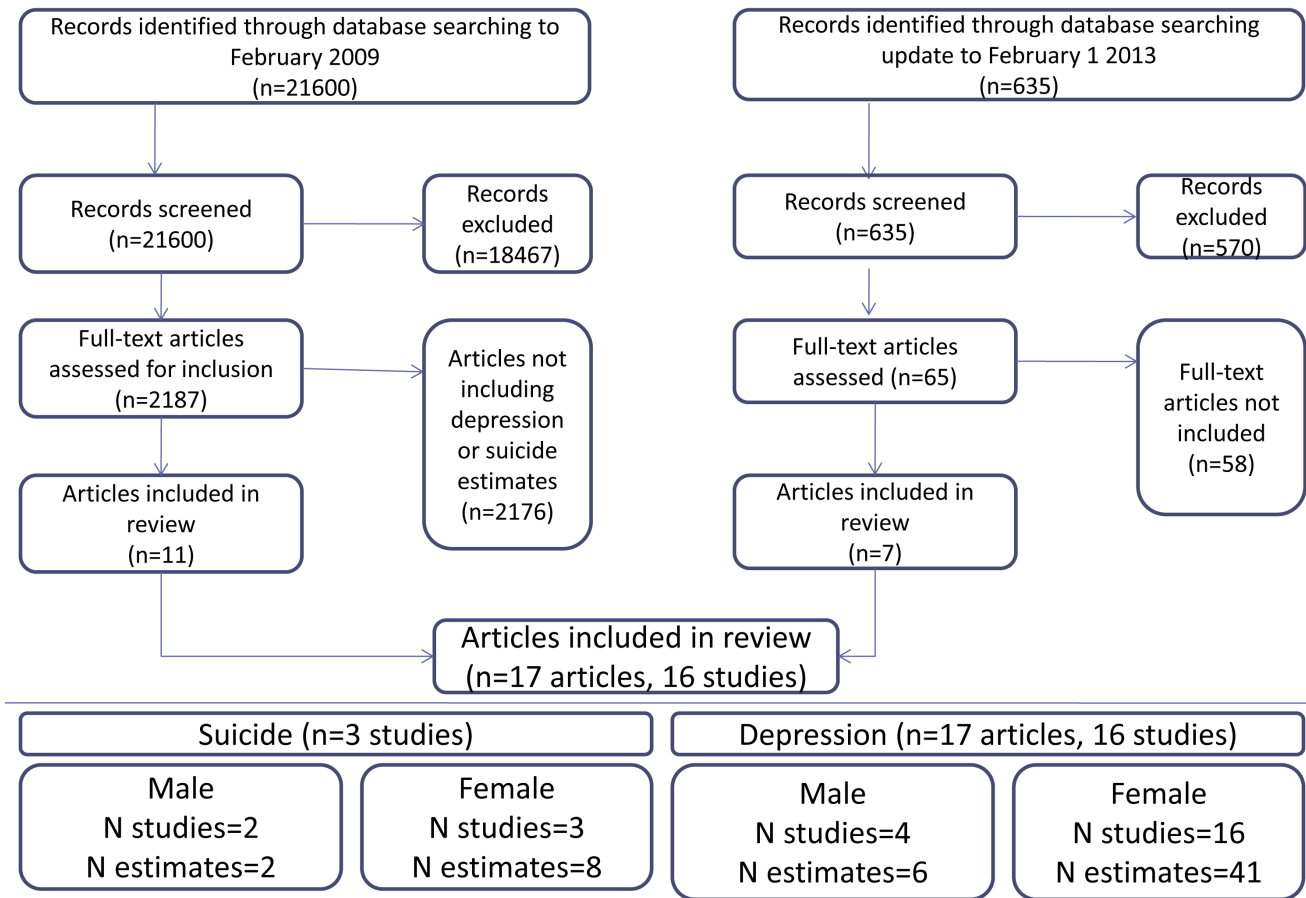 Records identified through database searching to
February 2009
(n=21600)
Records screened
(n=21600)
Records
excluded
(n=18467)
Full-text articles
assessed for inclusion
(n=2187)
Articles not
including
depression
or suicide
estimates
(n=2176)
Articles included in
review
(n=11)
Records identified through database searching
update to February 1 2013
(n=635)
Records screened
(n=635)
Records
excluded
(n=570)
Full-text articles
assessed (n=65)
Full-text
articles not
included
(n=58)
Articles included in
review
(n=7)
Articles included in review
(n=17 articles, 16 studies)
Suicide (n=3 studies)
Male
N studies=2
N estimates=2
Female
N studies=3
N estimates=8
Depression (n=17 articles, 16 studies)
Male
N studies=4
N estimates=6
Female
N studies=16
N estimates=41